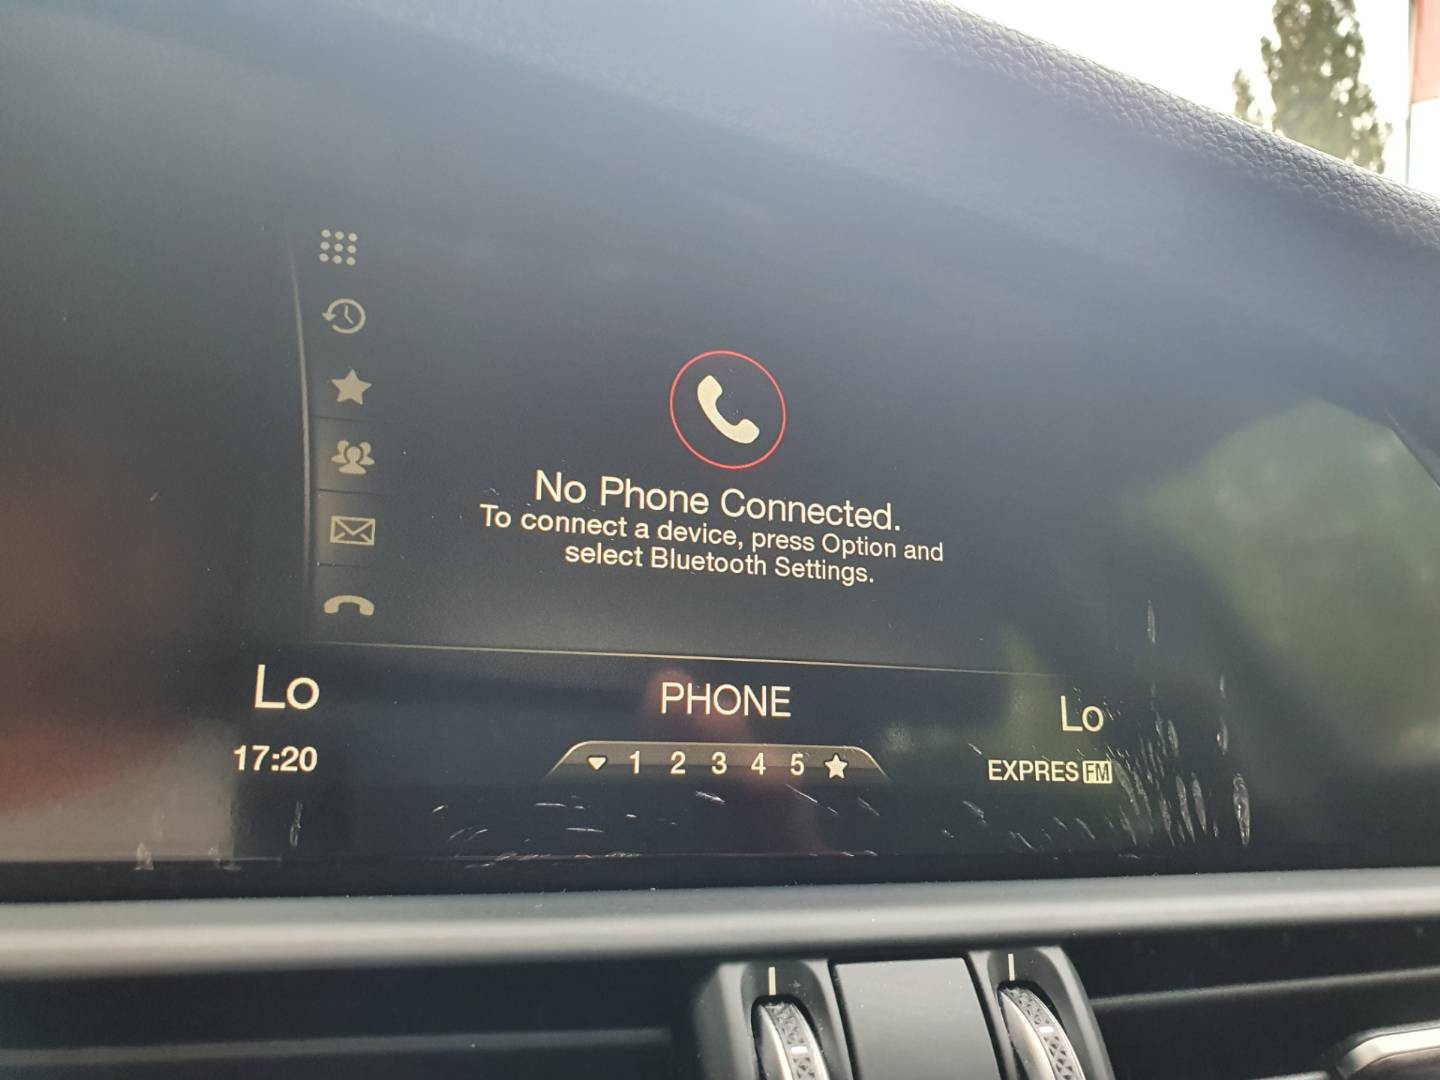 No Phone Connected.
To connect a device, press Option and
select Bluetooth Settings.
Lo
PHONE
Lo
17:20
1 2 3 4 5
EXPRES FM